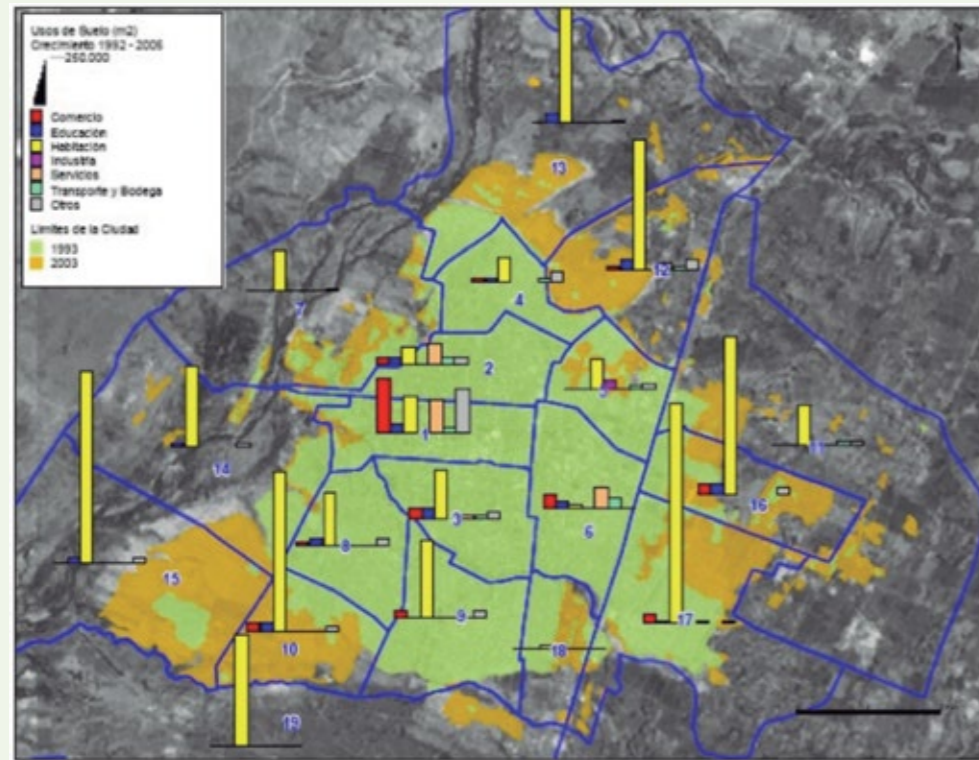 Usos de Suelo (m2)
Crecimiento 1992 - 2005
250.000
Comercio
Educación
Habitación
Industria
Servicios
Transporte y Bodega
Otros
Limites de la Ciudad
1993
2003
13
12
4
7
2
5
1
11
14
16
3
6
8
15
9
17
10
18
19